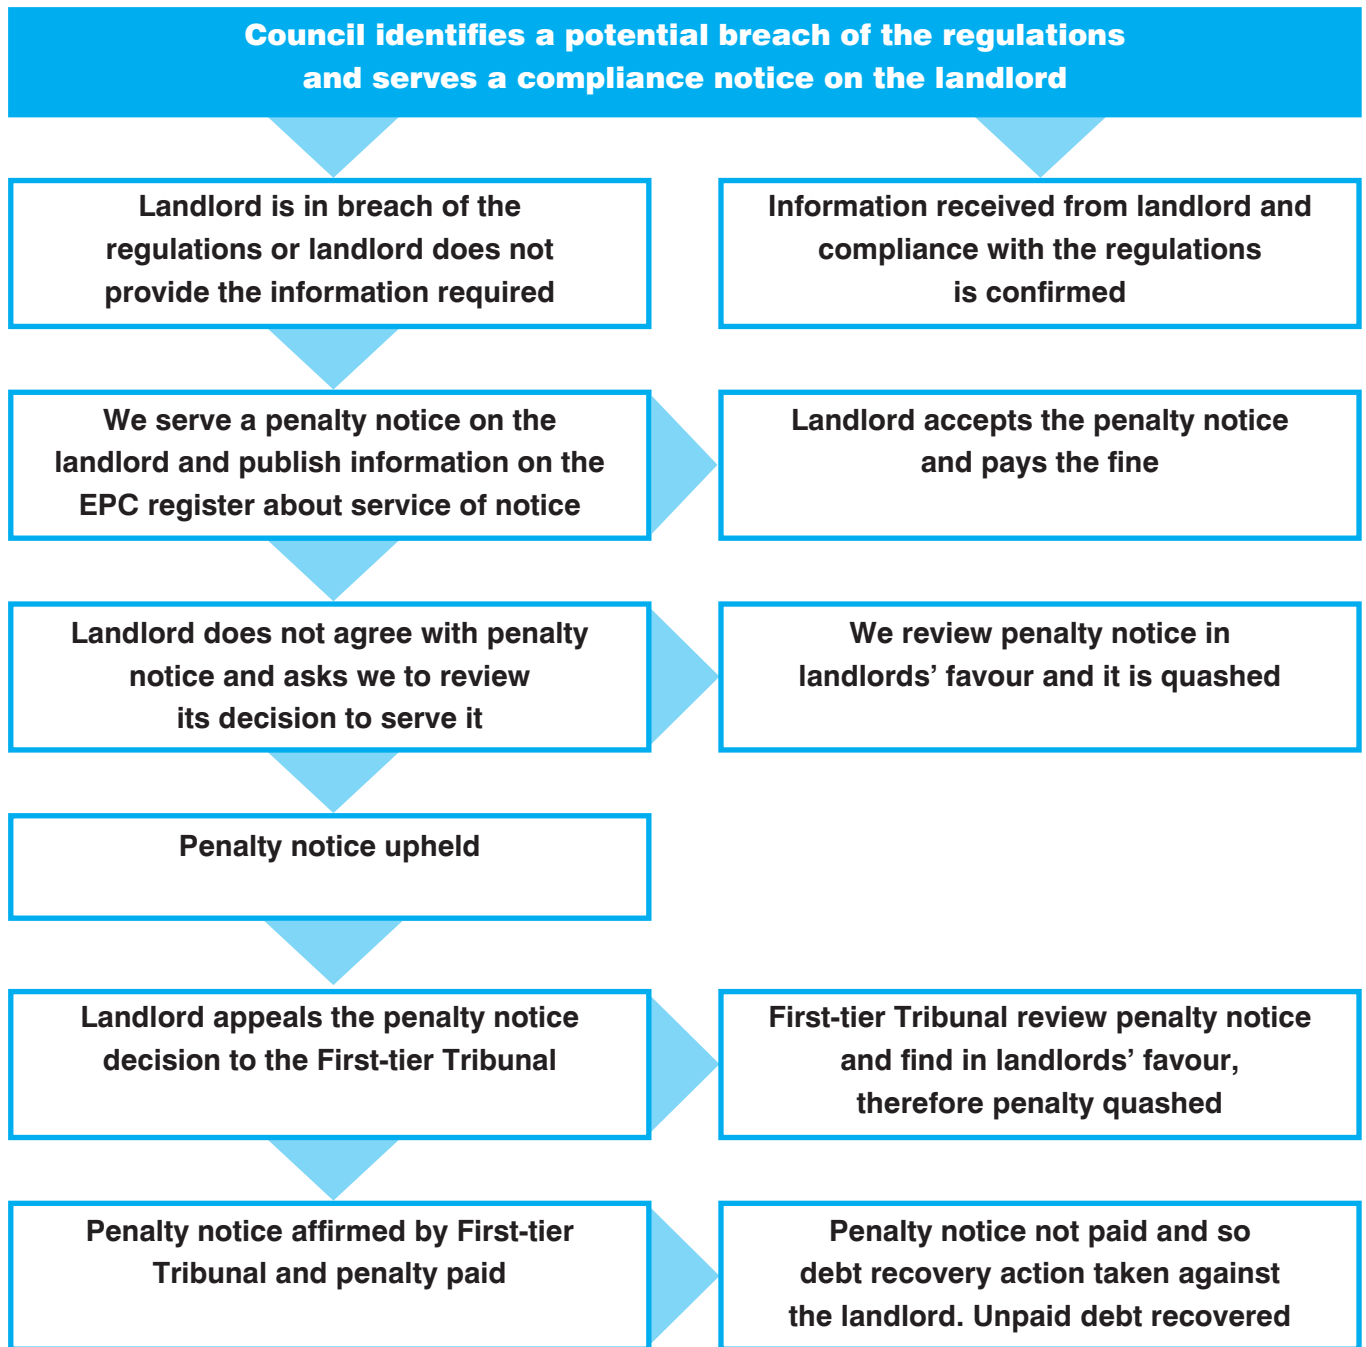 Council identifies a potential breach of the regulations
and serves a compliance notice on the landlord
Landlord is in breach of the
regulations or landlord does not
provide the information required
Information received from landlord and
compliance with the regulations
is confirmed
We serve a penalty notice on the
landlord and publish information on the
EPC register about service of notice
Landlord accepts the penalty notice
and pays the fine
Landlord does not agree with penalty
notice and asks we to review
its decision to serve it
We review penalty notice in
landlords’ favour and it is quashed
Penalty notice upheld
Landlord appeals the penalty notice
decision to the First-tier Tribunal
First-tier Tribunal review penalty notice
and find in landlords’ favour,
therefore penalty quashed
Penalty notice affirmed by First-tier
Tribunal and penalty paid
Penalty notice not paid and so
debt recovery action taken against
the landlord. Unpaid debt recovered